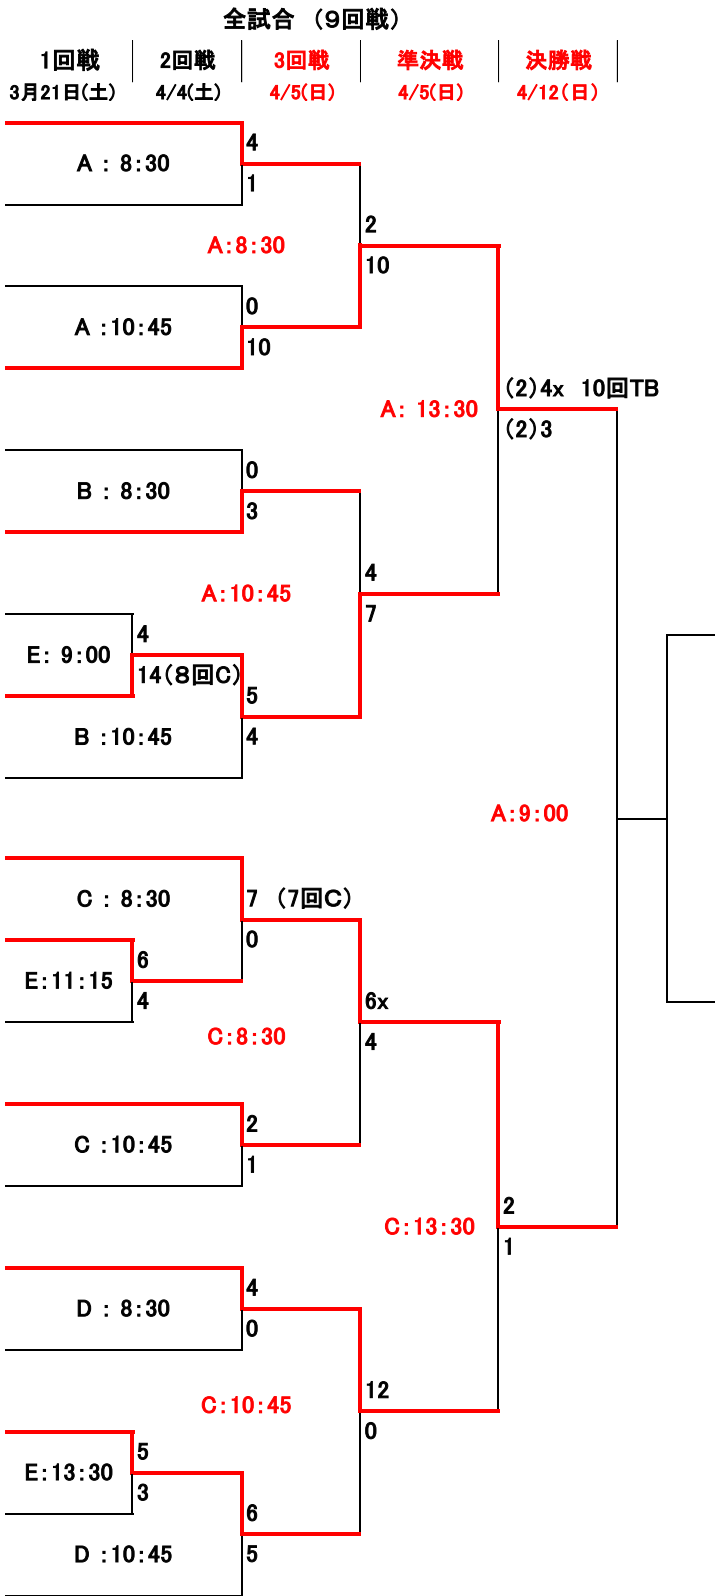 全試合 （9回戦）
1回戦 2回戦 3回戦 準決戦 決勝戦
3月21日(土) 4/4(土) 4/5(日) 4/5(日) 4/12(日)
4
A : 8:30
1
2
A:8:30
10
0
A :10:45
10
(2)4x 10回TB
A: 13:30
(2)3
0
B : 8:30
3
4
A:10:45
7
4
E: 9:00
14(8回C)
5
B :10:45
4
A:9:00
C : 8:30
7 （7回C）
0
6
E:11:15
4
6x
C:8:30
4
2
C :10:45
1
2
C:13:30
1
4
D : 8:30
0
12
C:10:45
0
5
E:13:30
3
6
D :10:45
5